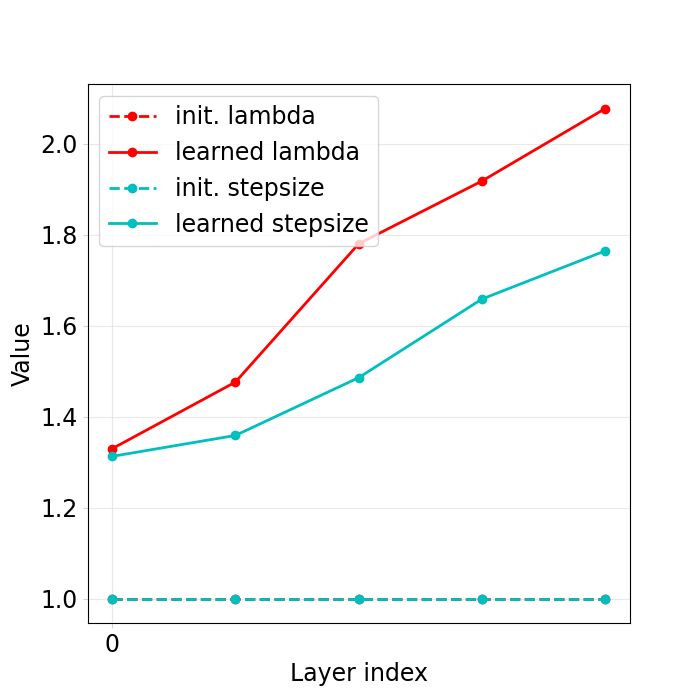 init. lambda
learned lambda
init. stepsize
learned stepsize
2.0
1.8
1.6
1.4
1.2
1.0
Value
0
Layer index